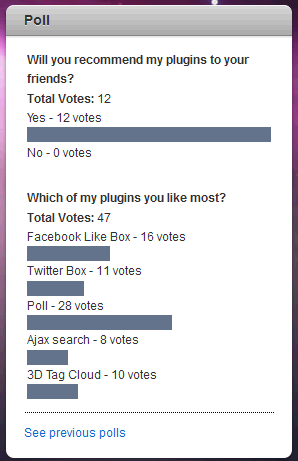 Poll
Will you recommend my plugins to your
friends?
Total Votes: 12
Yes - 12 votes
No - 0 votes
Which of my plugins you like most?
Total Votes: 47
Facebook Like Box - 16 votes
Twitter Box - 11 votes
Poll - 28 votes
Ajax search - 8 votes
3D Tag Cloud - 10 votes
See previous polls